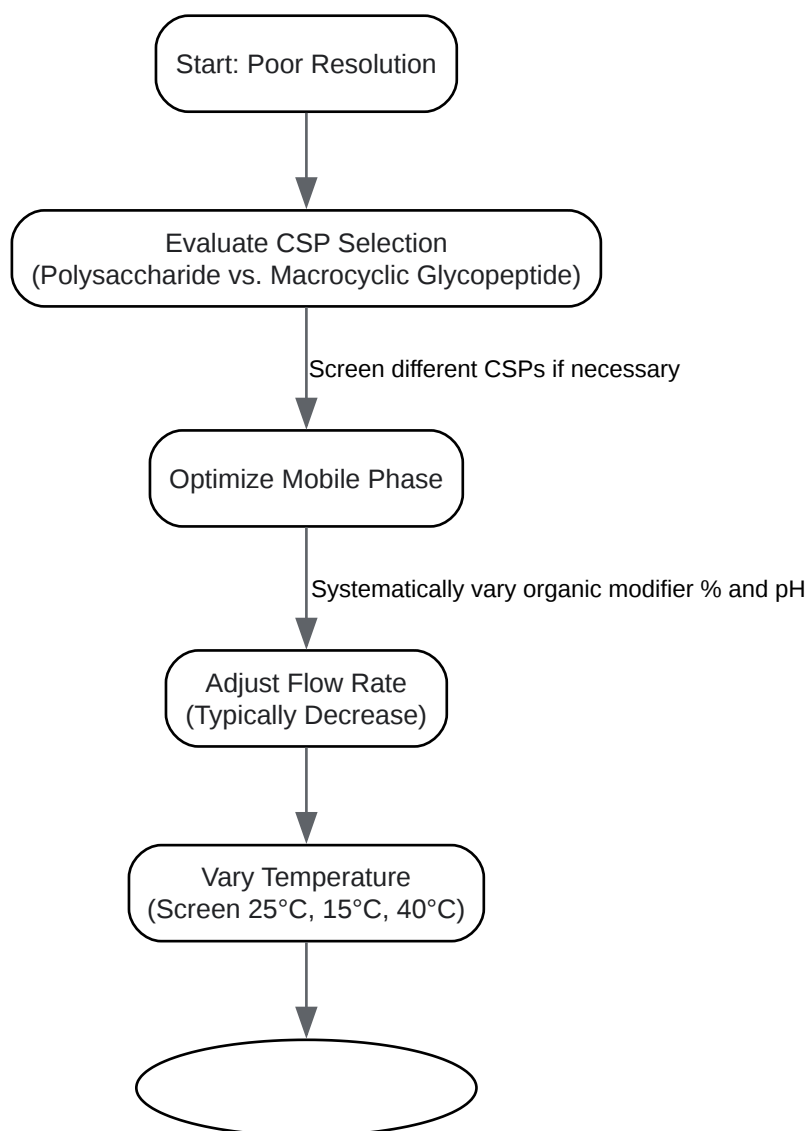 Start: Poor Resolution
Evaluate CSP Selection
(Polysaccharide vs. Macrocyclic Glycopeptide)
Screen different CSPs if necessary
Optimize Mobile Phase
Systematically vary organic modifier % and pH
Adjust Flow Rate
(Typically Decrease)
Vary Temperature
(Screen 25°C, 15°C, 40°C)